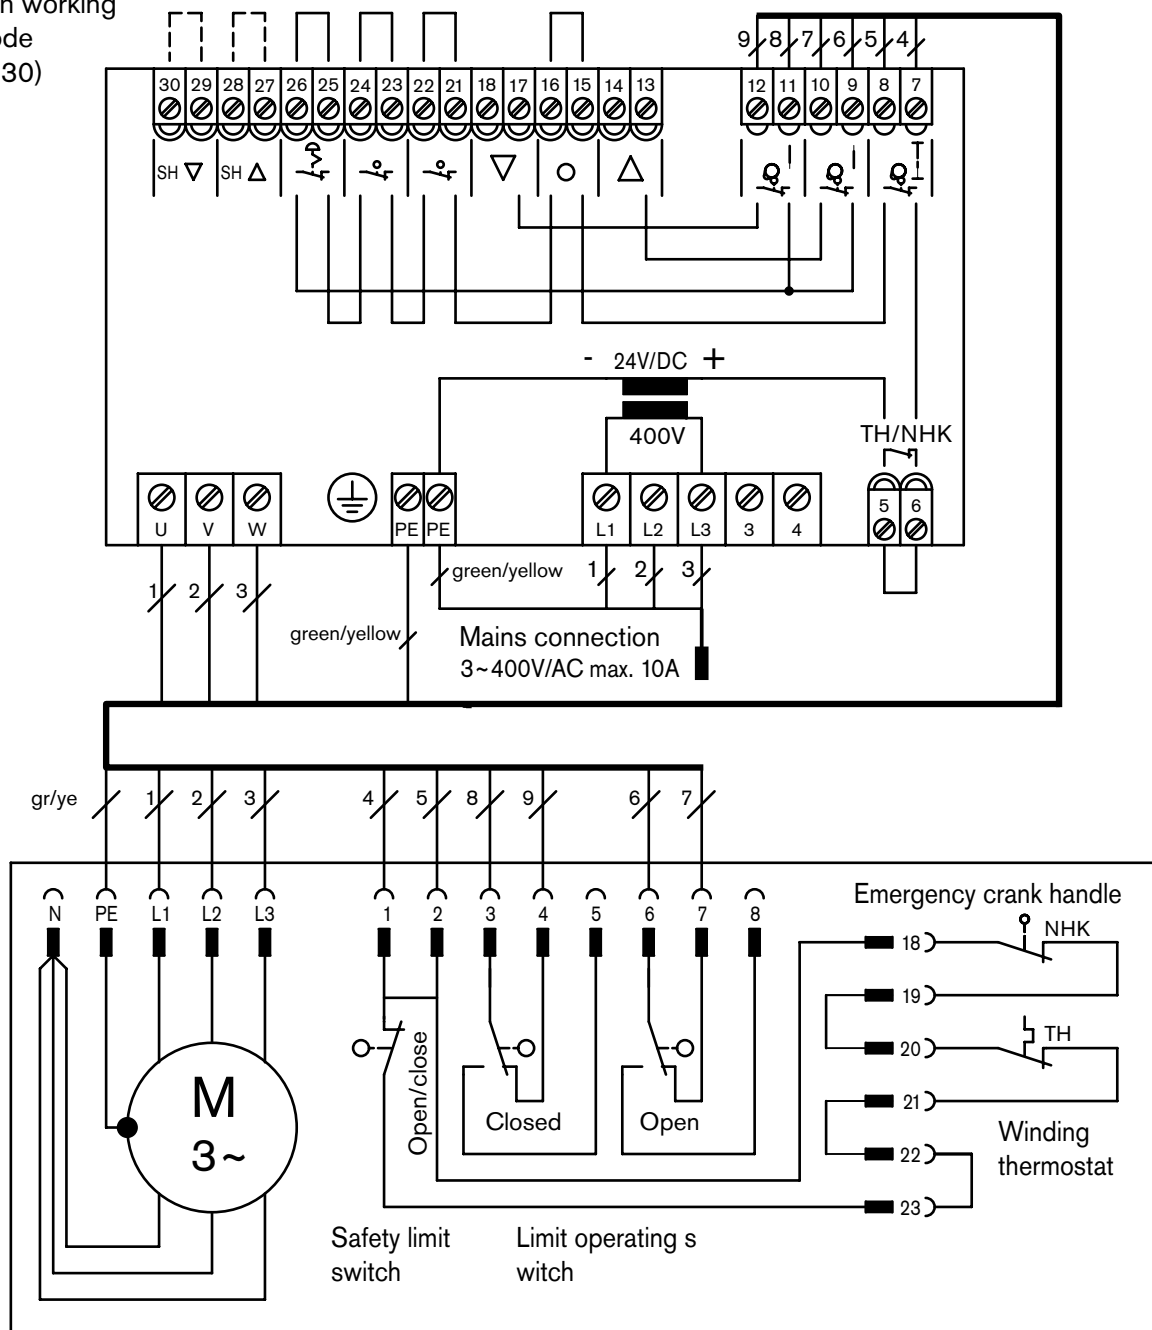 n working
ode
30)
9 8 7 6 5 4
30 29 28 27 26 25 24 23 22 21 18 17 16 15 14 13
12 11 10 9 8 7
SH SH
- 24V/DC +
400V
TH/NHK
U V W
PE PE
L1 L2 L3 3 4
5 6
green/yellow 1 2 3
1 2 3
green/yellow
Mains connection
3~400V/AC max. 10A
gr/ye 1 2 3 4 5 8 9 6 7
N PE L1 L2 L3 1 2 3 4 5 6 7 8
Emergency crank handle
18 NHK
19
20 TH
21
22
23
Winding
thermostat
M
3~
Open/close
Closed
Open
Safety limit
switch
Limit operating s
witch